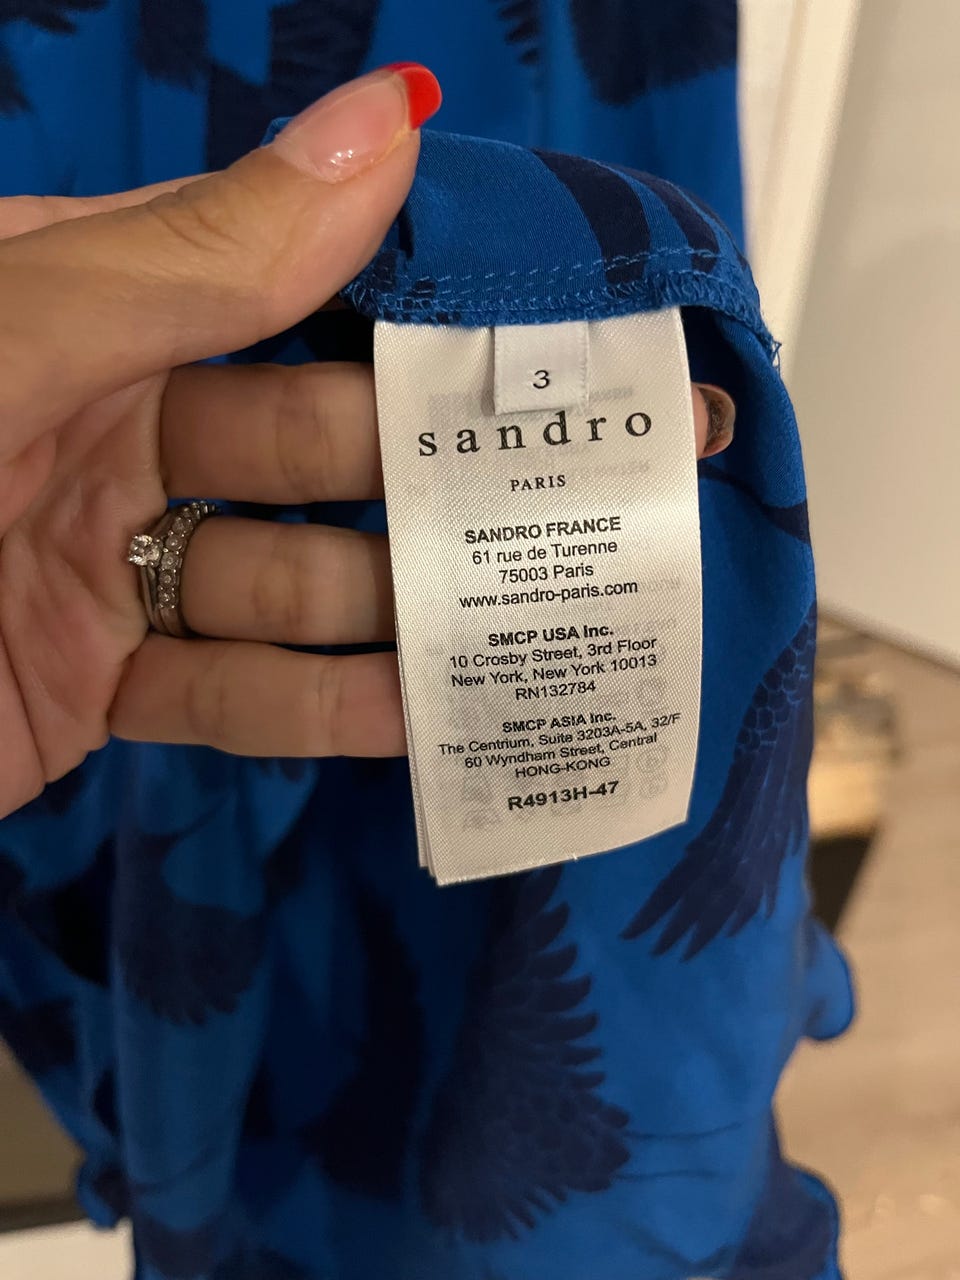 3
sandro
PARIS
SANDRO FRANCE
61 rue de Turenne
75003 Paris
www.sandro-paris.com
SMCP USA Inc.
10 Crosby Street, 3rd Floor
New York, New York 10013
RN132784
SMCP ASIA Inc.
The Centrium, Suite 3203A-5A, 32/F
60 Wyndham Street, Central
HONG-KONG
R4913H-47